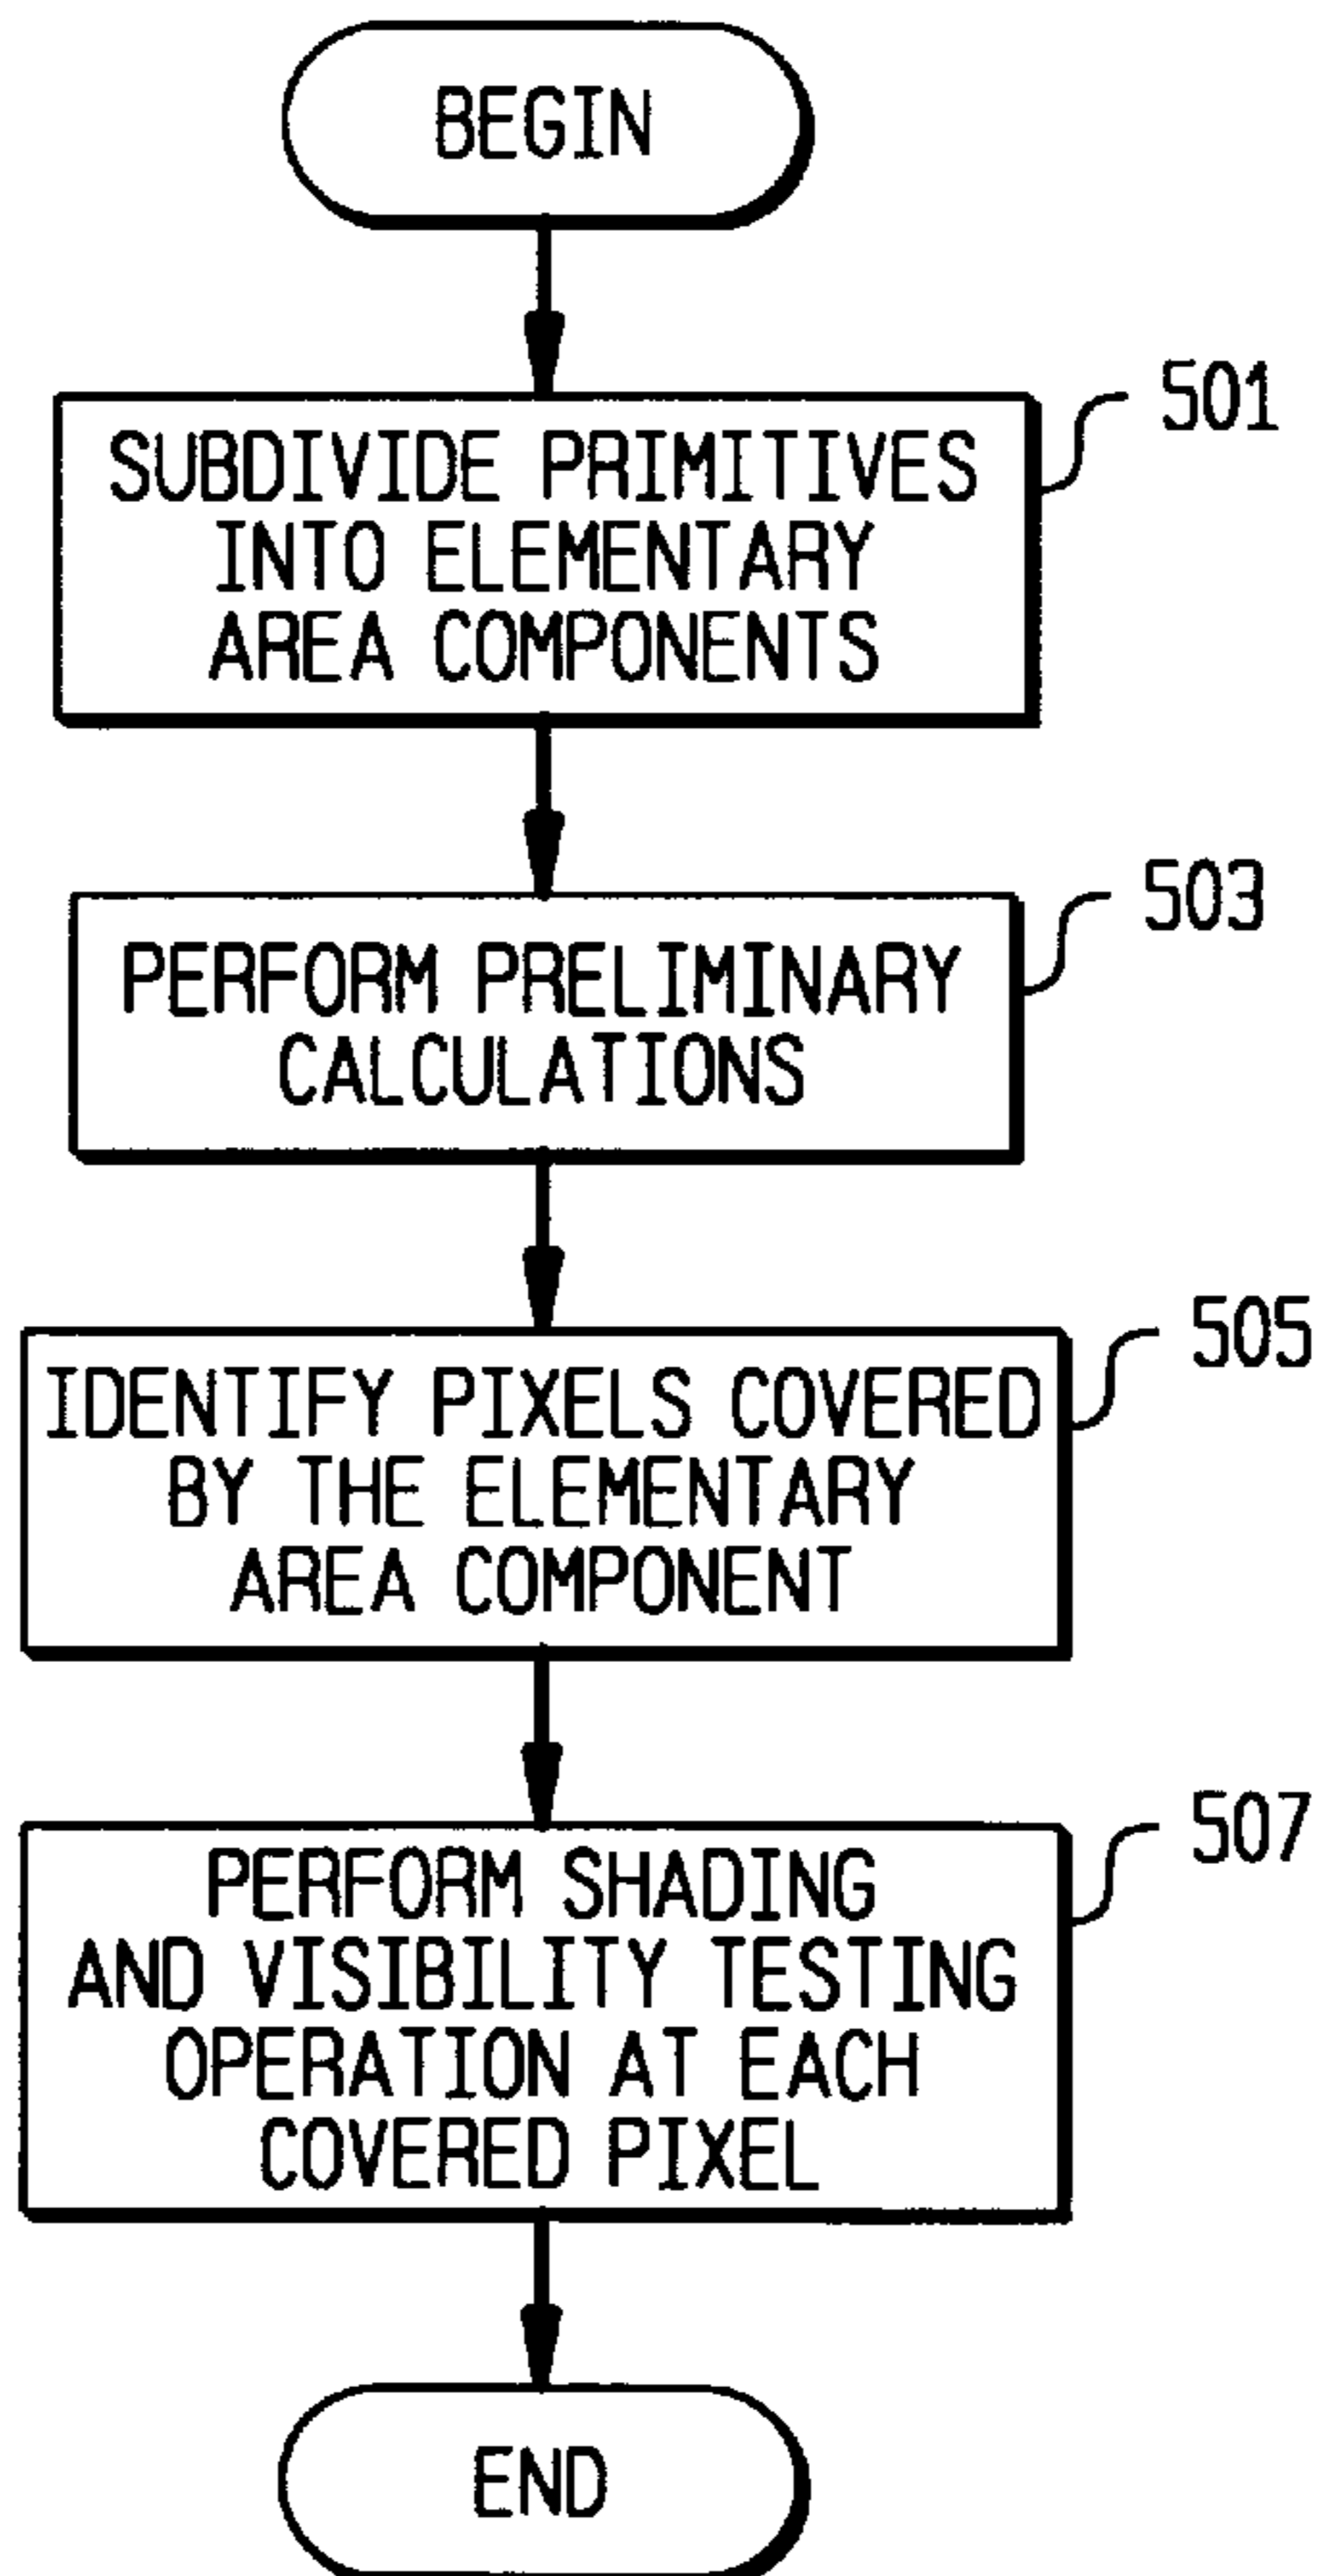 BEGIN
501
SUBDIVIDE PRIMITIVES
INTO ELEMENTARY
AREA COMPONENTS
503
PERFORM PRELIMINARY
CALCULATIONS
505
IDENTIFY PIXELS COVERED
BY THE ELEMENTARY
AREA COMPONENT
507
PERFORM SHADING
AND VISIBILITY TESTING
OPERATION AT EACH
COVERED PIXEL
END